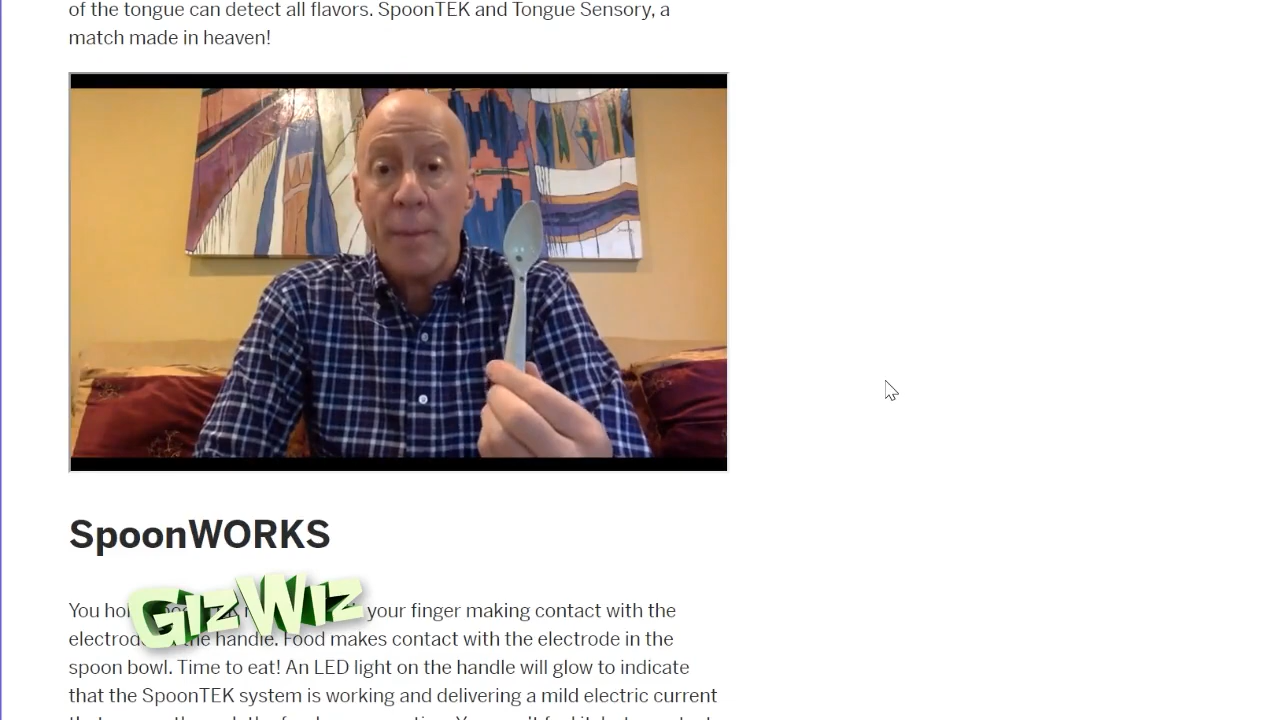 of the tongue can detect all flavors. SpoonTEK and Tongue Sensory, a
match made in heaven!
SpoonWORKS
GizWiz
You your finger making contact with the
the handle. Food makes contact with the electrode in the
spoon bowl. Time to eat! An LED light on the handle will glow to indicate
that the SpoonTEK system is working and delivering a mild electric current